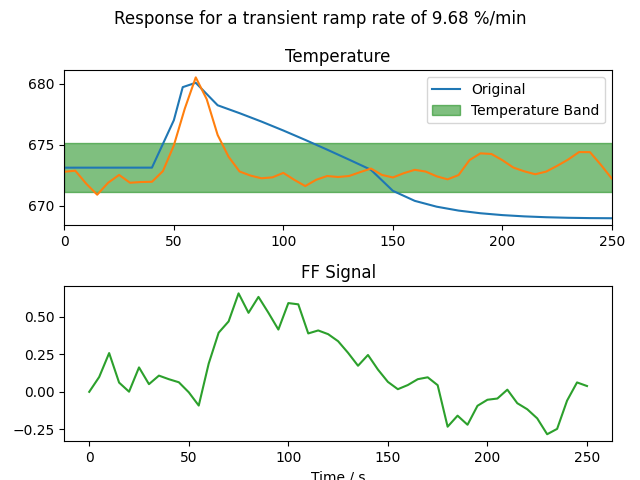 Response for a transient ramp rate of 9.68 %/min
Temperature
680
675
670
Original
Temperature Band
0 50 100 150 200 250
FF Signal
0.50
0.25
0.00
−0.25
0 50 100 150 200 250
Time / s